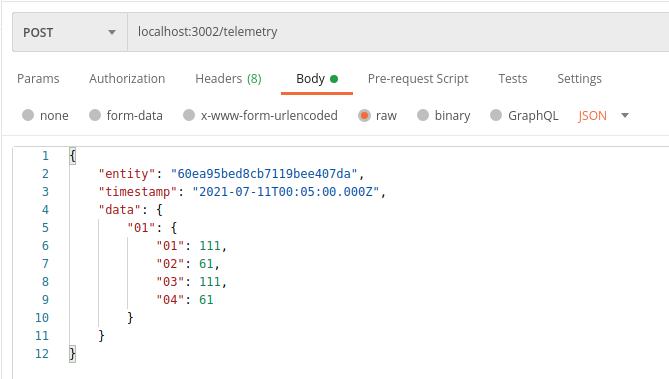 POST localhost:3002/telemetry
Params Authorization Headers (8) Body Pre-request Script Tests Settings
none form-data x-www-form-urlencoded raw binary GraphQL JSON
1 {
2 "entity": "60ea95bed8cb7119bee407da",
3 "timestamp": "2021-07-11T00:05:00.000Z",
4 "data": {
5 "01": {
6 "01": 111,
7 "02": 61,
8 "03": 111,
9 "04": 61
10 }
11 }
12 }